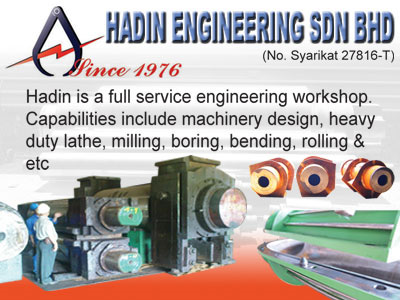 HADIN ENGINEERING SDN BHD
(No. Syarikat 27816-T)
Since 1976
Hadin is a full service engineering workshop.
Capabilities include machinery design, heavy
duty lathe, milling, boring, bending, rolling &
etc